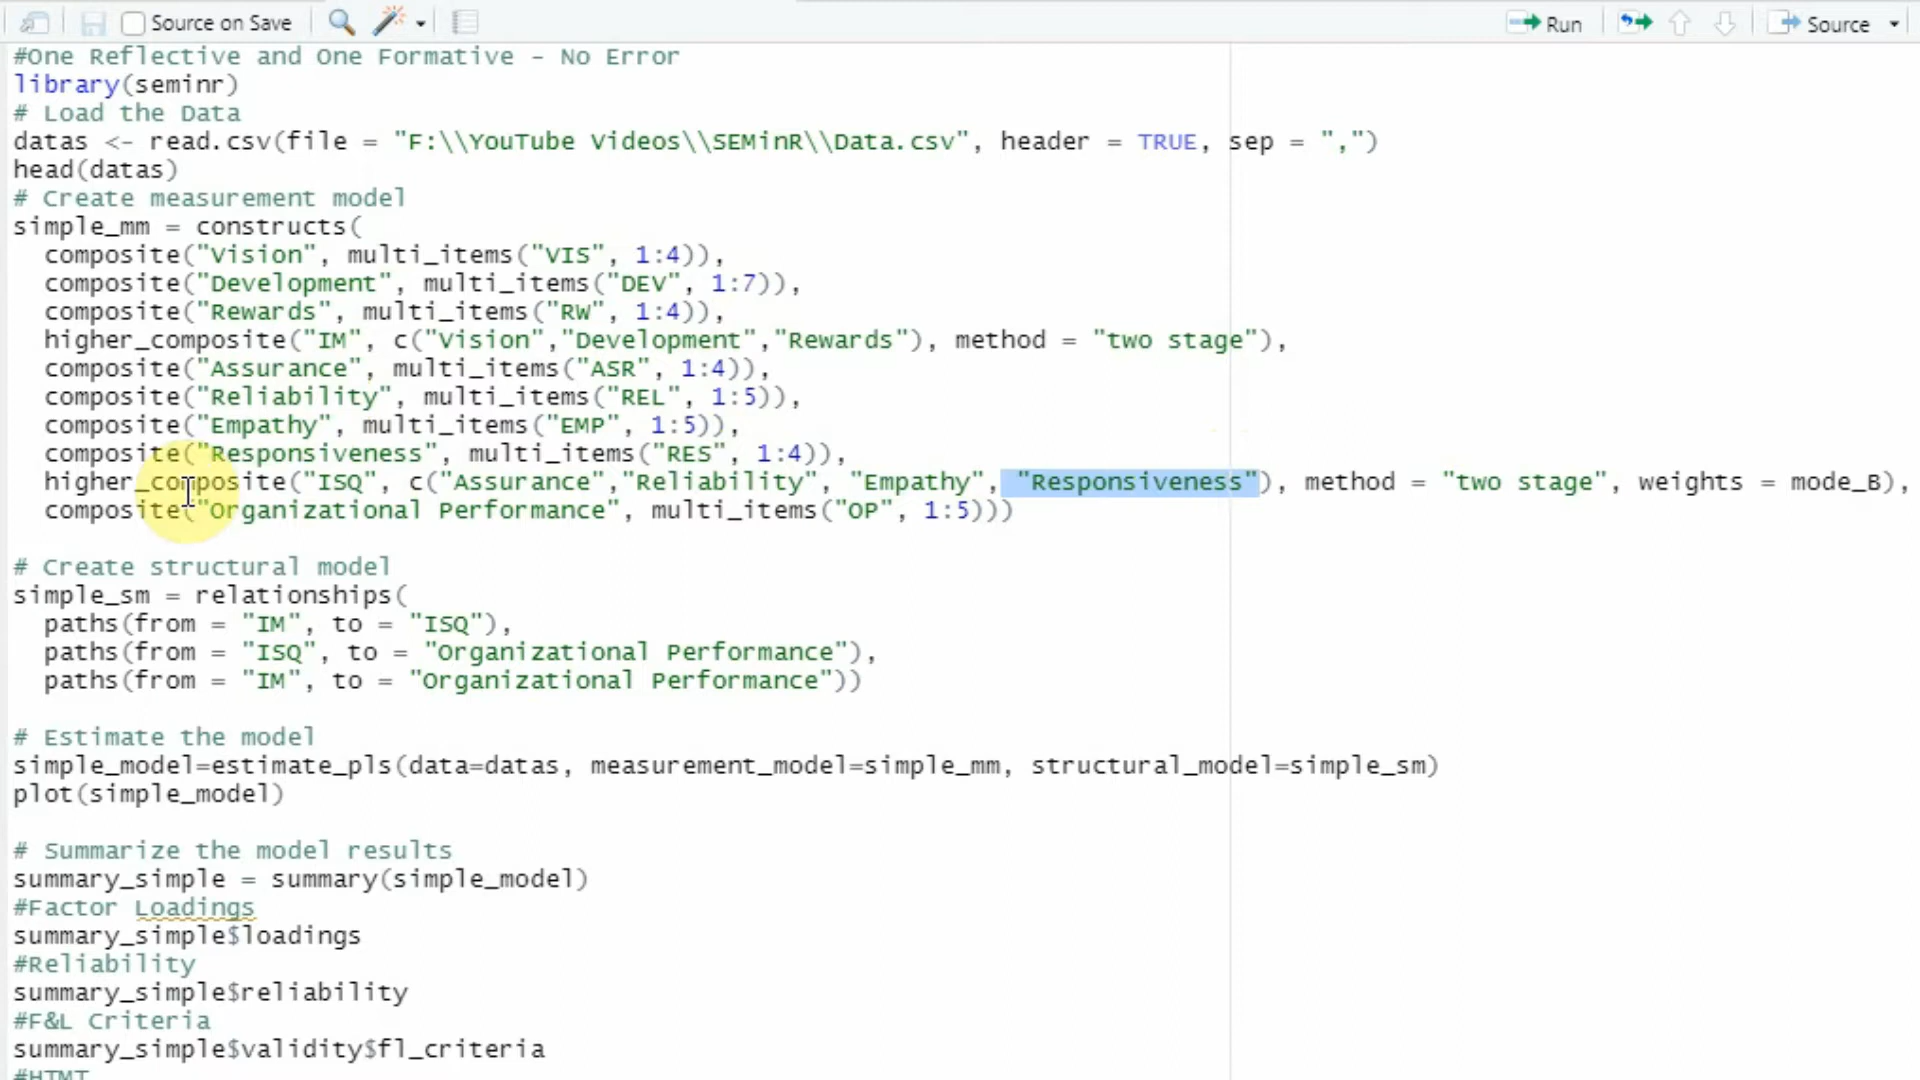 Source on Save Run Source
#One Reflective and One Formative - No Error
library(seminr)
# Load the Data
datas <- read.csv(file = "F:\\YouTube Videos\\SEMinR\\Data.csv", header = TRUE, sep = ",")
head(datas)
# Create measurement model
simple_mm = constructs(
  composite("Vision", multi_items("VIS", 1:4)),
  composite("Development", multi_items("DEV", 1:7)),
  composite("Rewards", multi_items("RW", 1:4)),
  higher_composite("IM", c("Vision","Development","Rewards"), method = "two stage"),
  composite("Assurance", multi_items("ASR", 1:4)),
  composite("Reliability", multi_items("REL", 1:5)),
  composite("Empathy", multi_items("EMP", 1:5)),
  composite("Responsiveness", multi_items("RES", 1:4)),
  higher_composite("ISQ", c("Assurance","Reliability", "Empathy", "Responsiveness"), method = "two stage", weights = mode_B),
  composite("Organizational Performance", multi_items("OP", 1:5)))
# Create structural model
simple_sm = relationships(
  paths(from = "IM", to = "ISQ"),
  paths(from = "ISQ", to = "Organizational Performance"),
  paths(from = "IM", to = "Organizational Performance"))
# Estimate the model
simple_model=estimate_pls(data=datas, measurement_model=simple_mm, structural_model=simple_sm)
plot(simple_model)
# Summarize the model results
summary_simple = summary(simple_model)
#Factor Loadings
summary_simple$loadings
#Reliability
summary_simple$reliability
#F&L Criteria
summary_simple$validity$fl_criteria
#HTMT